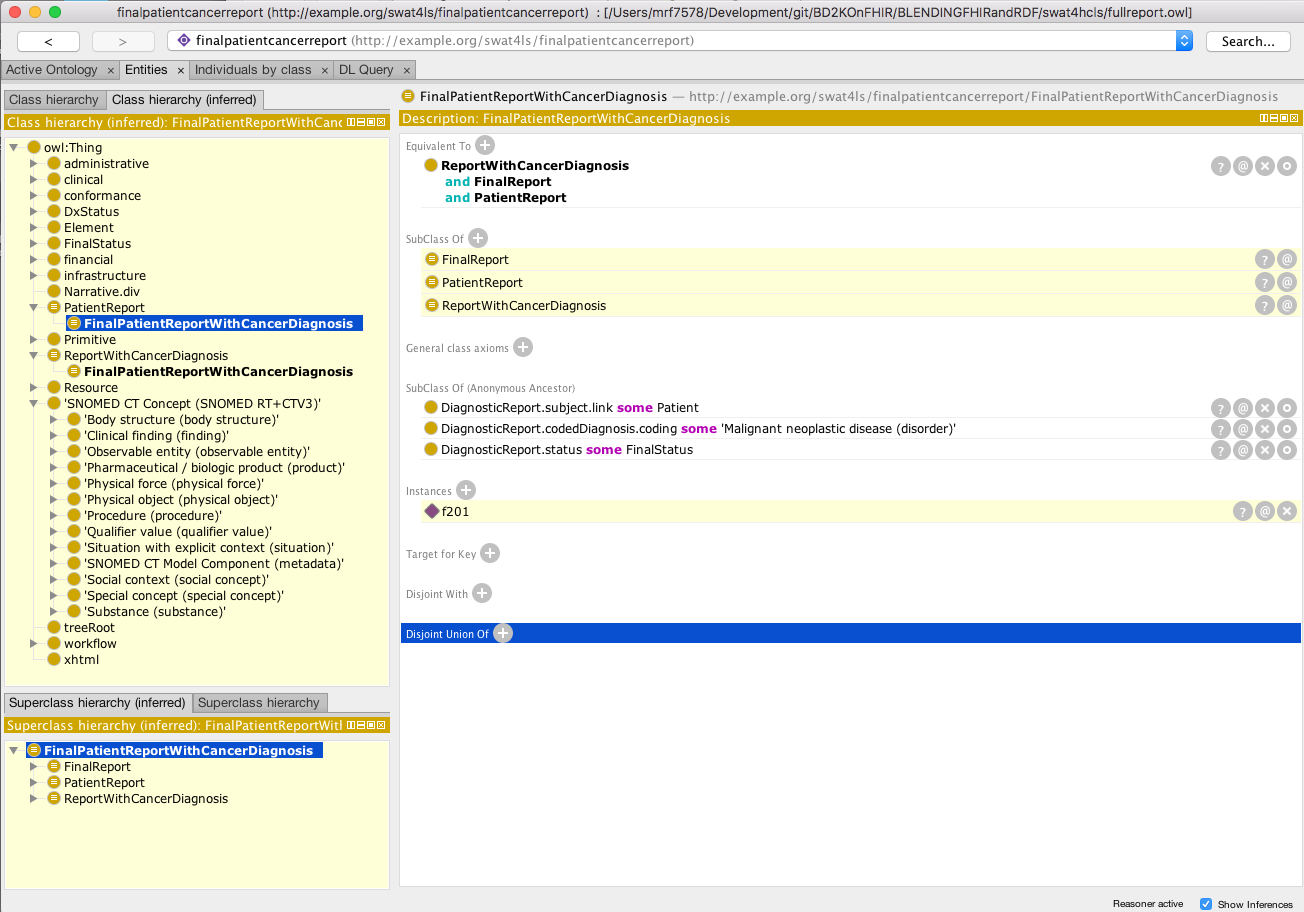 finalpatientcancerreport (http://example.org/swat4ls/finalpatientcancerreport) : [/Users/mrf7578/Development/git/BD2KOnFHIR/BLENDINGFHIRandRDF/swat4hcls/fullreport.owl]
< > finalpatientcancerreport (http://example.org/swat4ls/finalpatientcancerreport) Search...
Active Ontology × Entities × Individuals by class × DL Query ×
Class hierarchy Class hierarchy (inferred)
Class hierarchy (inferred): FinalPatientReportWithCanc
owl:Thing
administrative
clinical
conformance
DxStatus
Element
FinalStatus
financial
infrastructure
Narrative.div
PatientReport
FinalPatientReportWithCancerDiagnosis
Primitive
ReportWithCancerDiagnosis
FinalPatientReportWithCancerDiagnosis
Resource
'SNOMED CT Concept (SNOMED RT+CTV3)'
'Body structure (body structure)'
'Clinical finding (finding)'
'Observable entity (observable entity)'
'Pharmaceutical / biologic product (product)'
'Physical force (physical force)'
'Physical object (physical object)'
'Procedure (procedure)'
'Qualifier value (qualifier value)'
'Situation with explicit context (situation)'
'SNOMED CT Model Component (metadata)'
'Social context (social concept)'
'Special concept (special concept)'
'Substance (substance)'
treeRoot
workflow
xhtml
Superclass hierarchy (inferred) Superclass hierarchy
Superclass hierarchy (inferred): FinalPatientReportWitl
FinalPatientReportWithCancerDiagnosis
FinalReport
PatientReport
ReportWithCancerDiagnosis
FinalPatientReportWithCancerDiagnosis — http://example.org/swat4ls/finalpatientcancerreport/FinalPatientReportWithCancerDiagnosis
Description: FinalPatientReportWithCancerDiagnosis
Equivalent To +
ReportWithCancerDiagnosis ? @
and FinalReport
and PatientReport
SubClass Of +
FinalReport ? @
PatientReport ? @
ReportWithCancerDiagnosis ? @
General class axioms +
SubClass Of (Anonymous Ancestor)
DiagnosticReport.subject.link some Patient ? @
DiagnosticReport.codedDiagnosis.coding some 'Malignant neoplastic disease (disorder)' ? @
DiagnosticReport.status some FinalStatus ? @
Instances +
f201 ? @
Target for Key +
Disjoint With +
Disjoint Union Of +
Reasoner active Show Inferences